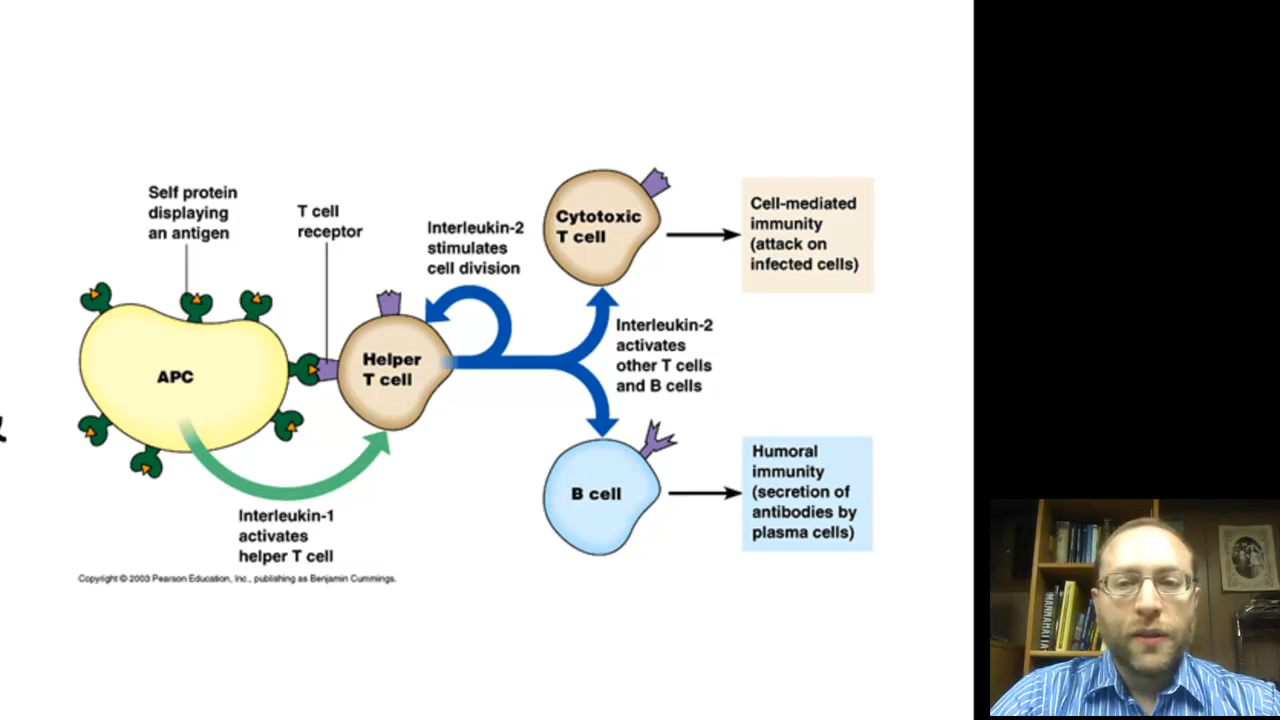 Self protein
displaying
an antigen
T cell
receptor
Interleukin-2
stimulates
cell division
Cytotoxic
T cell
Cell-mediated
immunity
(attack on
infected cells)
APC
Helper
T cell
Interleukin-2
activates
other T cells
and B cells
B cell
Humoral
immunity
(secretion of
antibodies by
plasma cells)
Interleukin-1
activates
helper T cell
Copyright © 2003 Pearson Education, Inc., publishing as Benjamin Cummings.